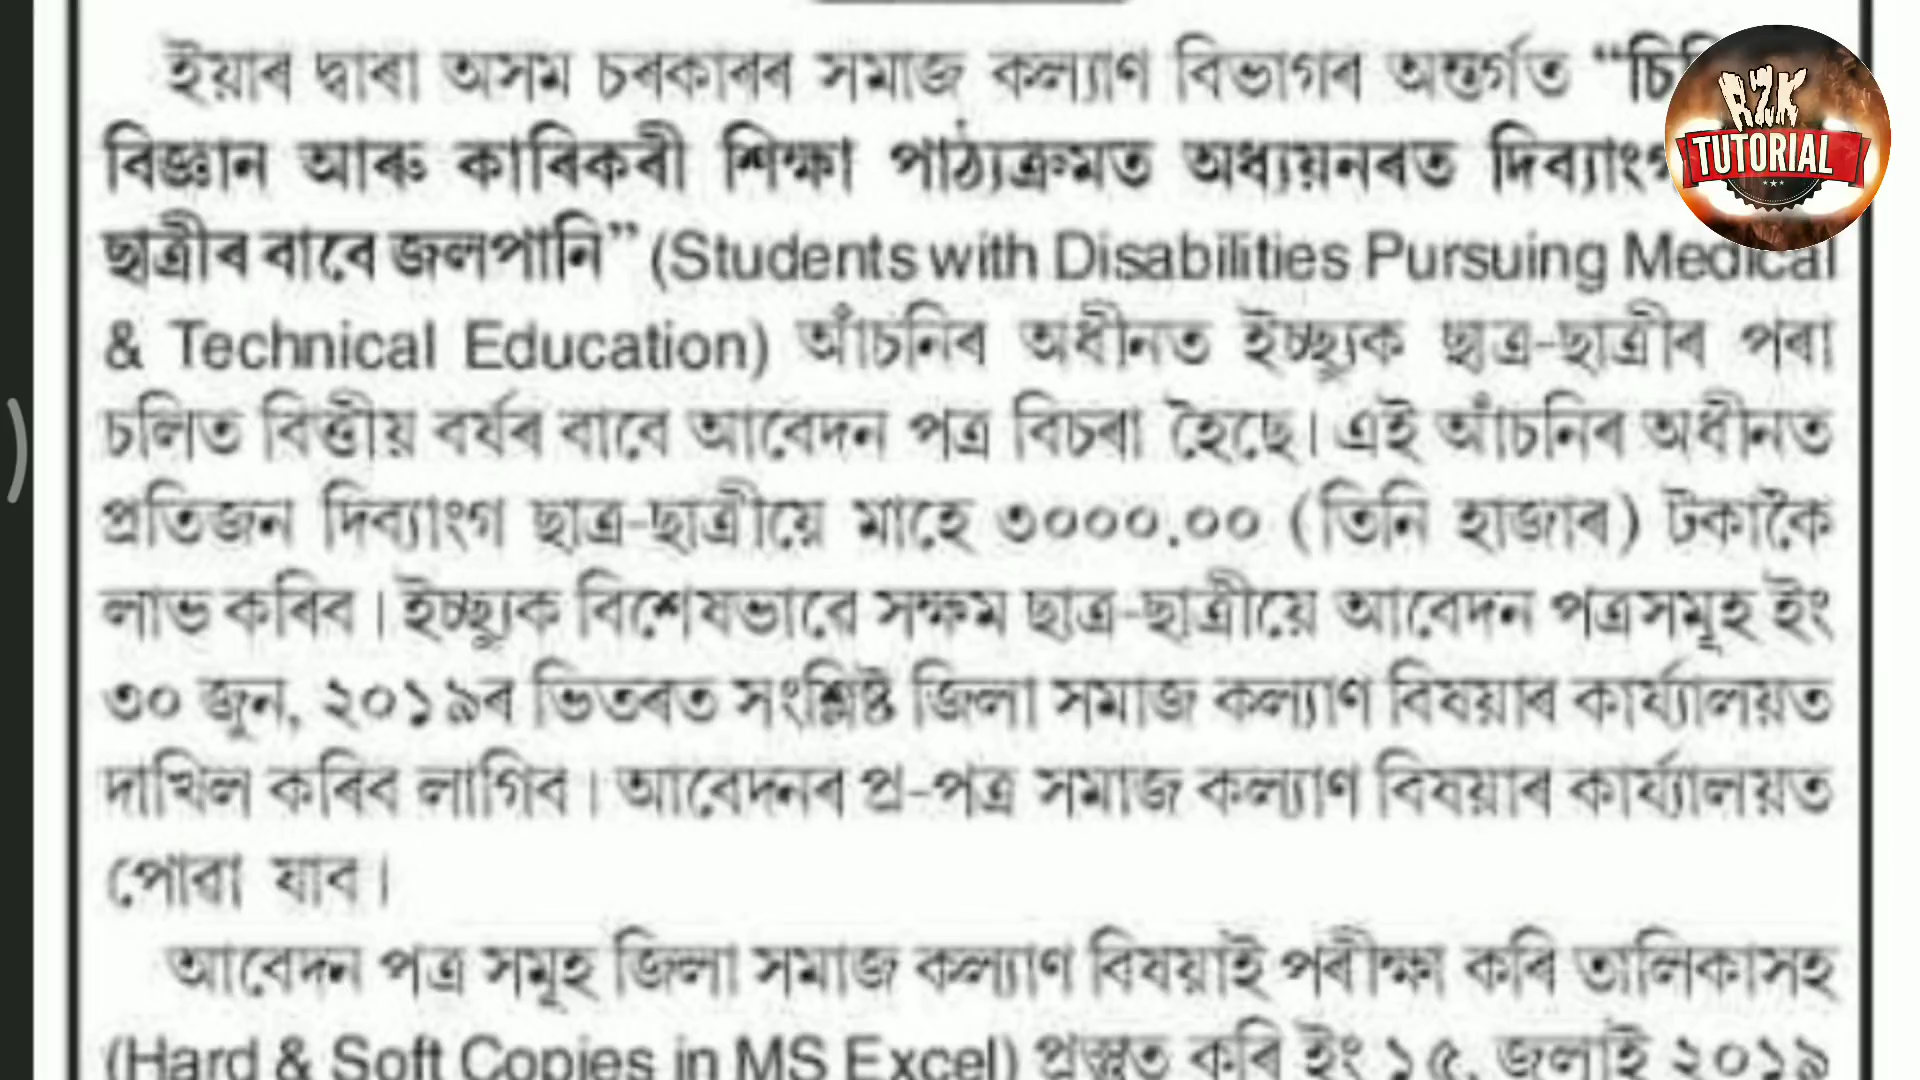 ইয়াৰ দ্বাৰা অসম চৰকাৰৰ সমাজ কল্যাণ বিভাগৰ অন্তৰ্গত
বিজ্ঞান আৰু কাৰিকৰী শিক্ষা পাঠ্যক্ৰমত অধ্যয়নৰত
ছাত্ৰীৰ বাবে জলপানি” (Students with Disabilities Pursuing Medical
& Technical Education) আঁচনিৰ অধীনত ইচ্ছ্যুক ছাত্ৰ-ছাত্ৰীৰ পৰা
চলিত বিত্তীয় বৰ্ষৰ বাবে আবেদন পত্ৰ বিচৰা হৈছে। এই আঁচনিৰ অধীনত
প্ৰতিজন দিব্যাংগ ছাত্ৰ-ছাত্ৰীয়ে মাহে ৩০০০.০০ (তিনি হাজাৰ) টকাকৈ
লাভ কৰিব। ইচ্ছ্যুক বিশেষভাৱে সক্ষম ছাত্ৰ-ছাত্ৰীয়ে আবেদন পত্ৰসমূহ ইং
৩০ জুন, ২০১৯ৰ ভিতৰত সংশ্লিষ্ট জিলা সমাজ কল্যাণ বিষয়াৰ কাৰ্য্যালয়ত
দাখিল কৰিব লাগিব। আবেদনৰ প্ৰ-পত্ৰ সমাজ কল্যাণ বিষয়াৰ কাৰ্য্যালয়ত
পোৱা যাব।
আবেদন পত্ৰ সমূহ জিলা সমাজ কল্যাণ বিষয়াই পৰীক্ষা কৰি তালিকাসহ
(Hard & Soft Copies in MS Excel) প্ৰস্তুত কৰি ইং ১৫, জুলাই ২০১৯
RZK
TUTORIAL